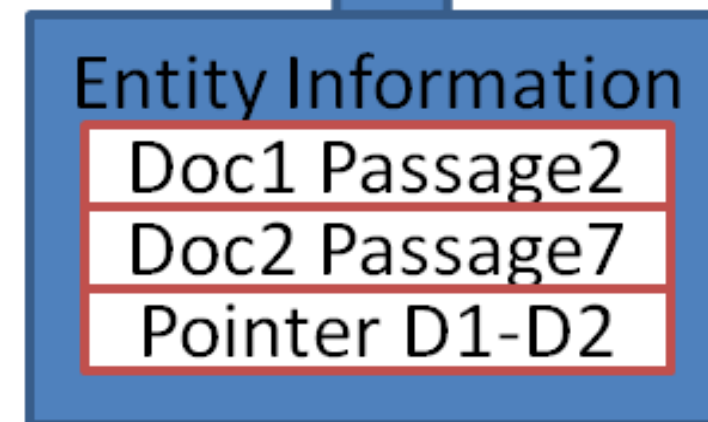 Entity Information
Doc1 Passage2
Doc2 Passage7
Pointer D1-D2